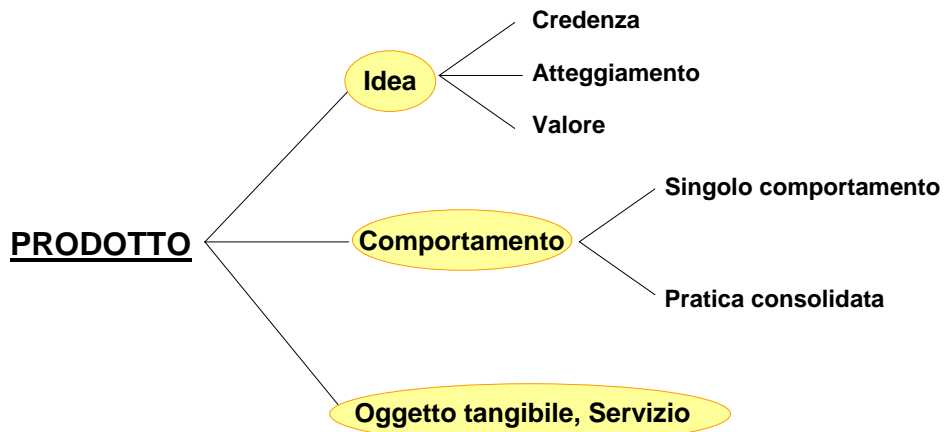 Credenza
Idea
Atteggiamento
Valore
Singolo comportamento
PRODOTTO
Comportamento
Pratica consolidata
Oggetto tangibile, Servizio